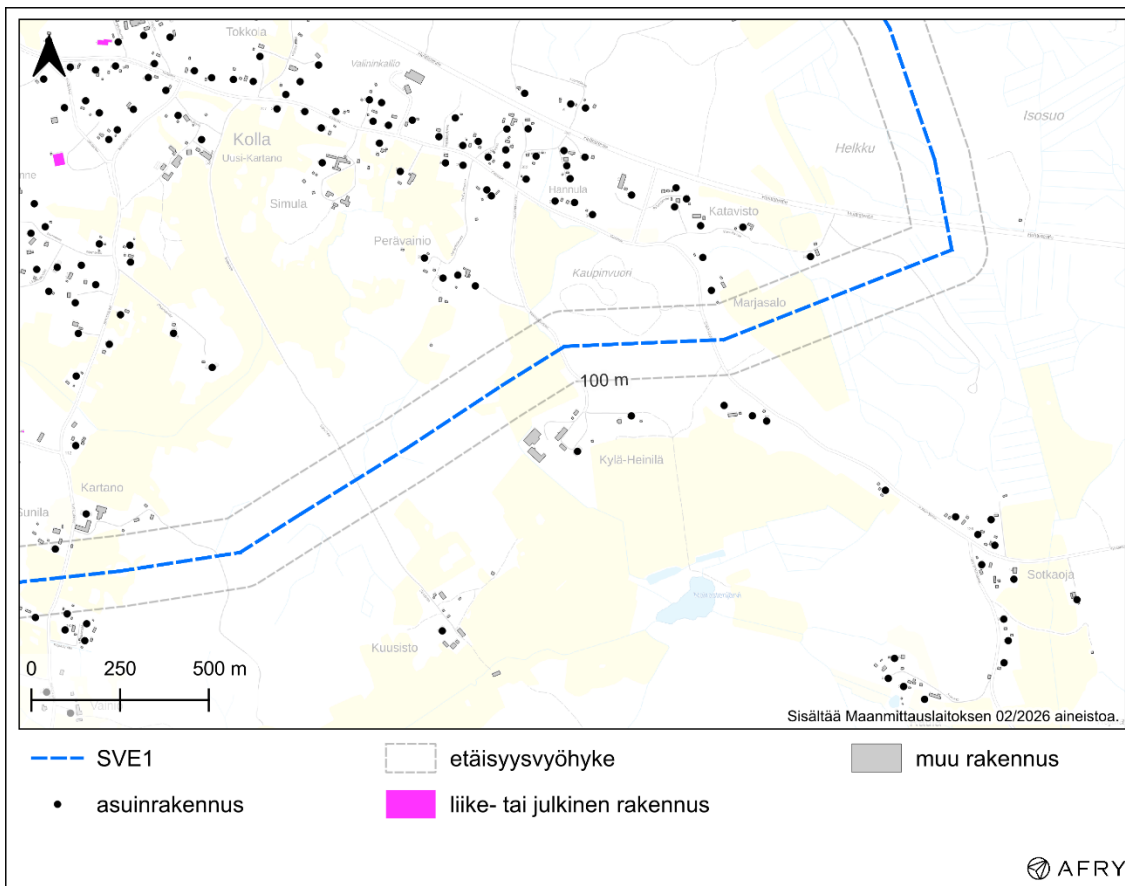 Tokkola
Valininkallio
Isosuo
Kolla
Uusi-Kartano
Helkku
Simula
Hannula
Katavisto
Perävainio
Kaupinvuori
Marjasalo
100 m
Kylä-Heinilä
Kartano
Sunila
Sotkaoja
Kuusisto
0 250 500 m
Sisältää Maanmittauslaitoksen 02/2026 aineistoa.
SVE1
etäisyysvyöhyke
muu rakennus
asuinrakennus
liike- tai julkinen rakennus
AFRY